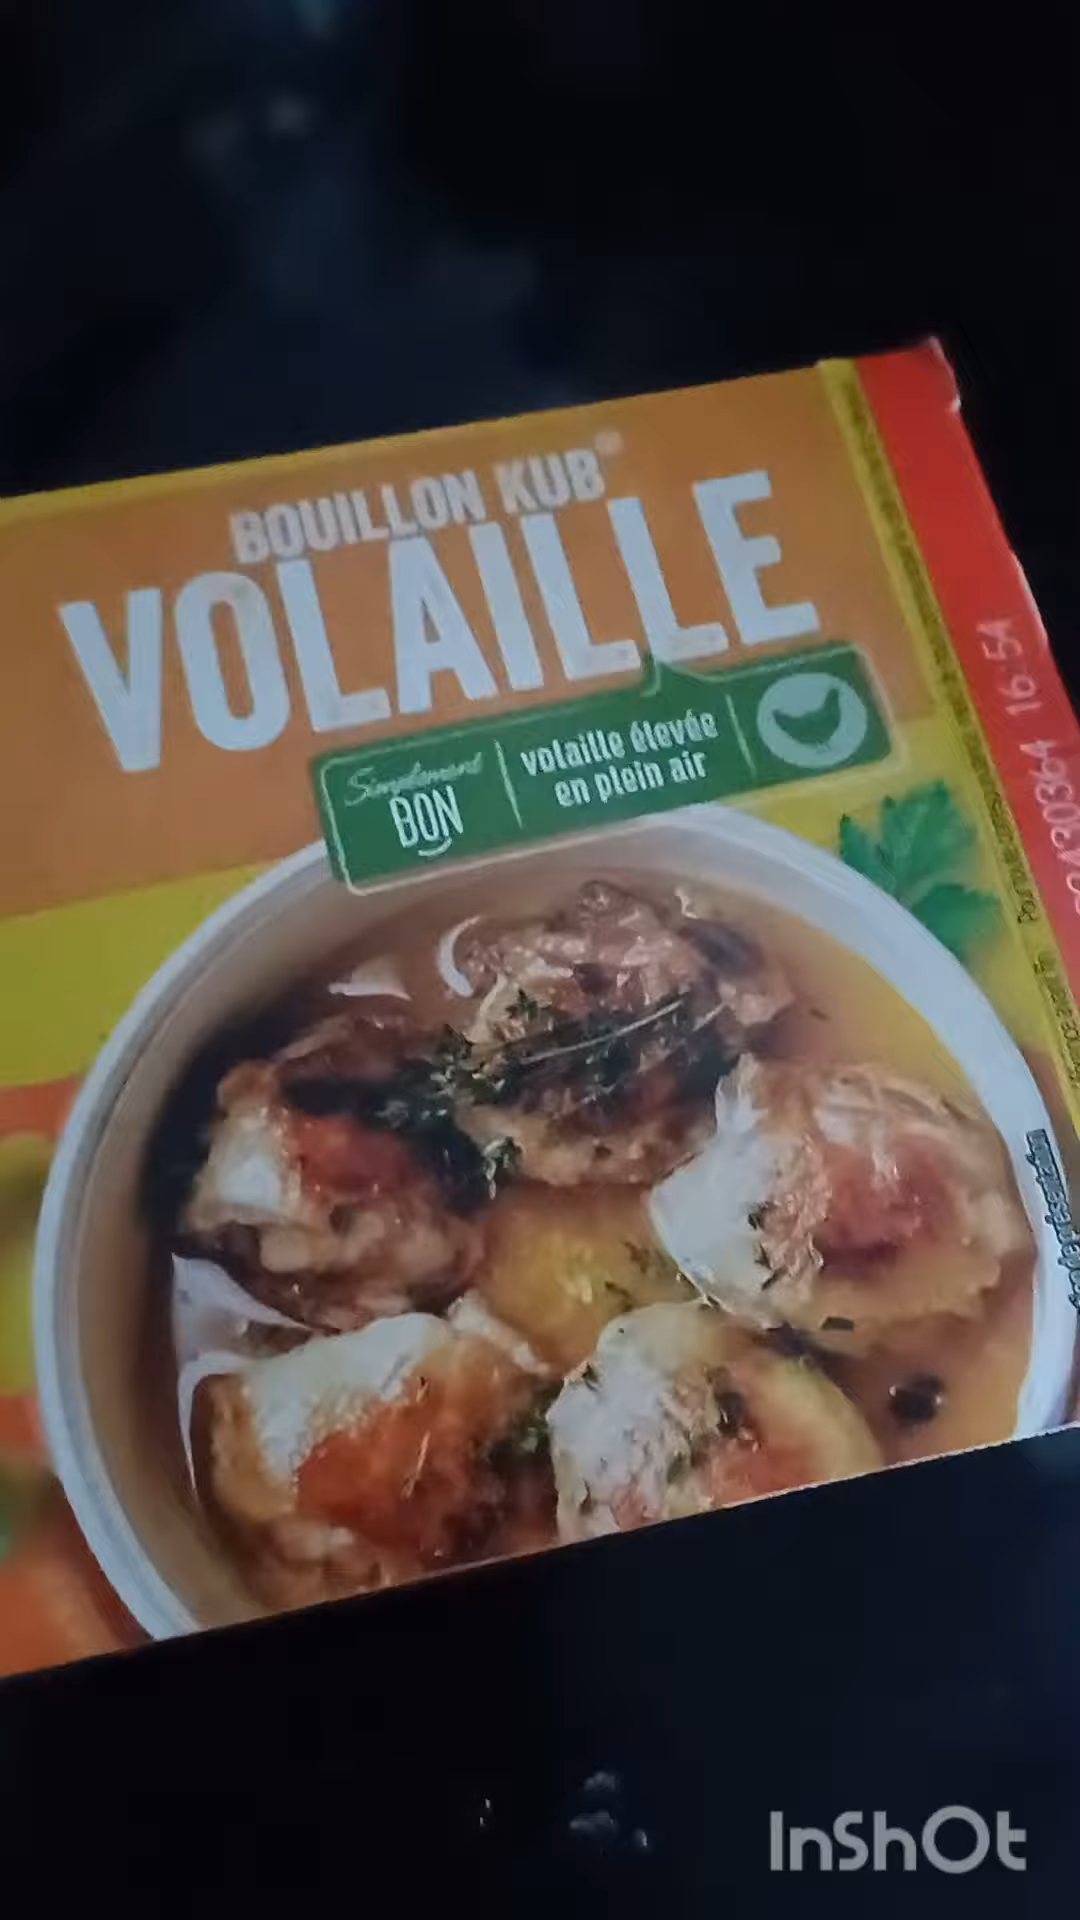 BOUILLON KUB®
VOLAILLE
Simplement
BON
volaille élevée
en plein air
16:54
InShOt